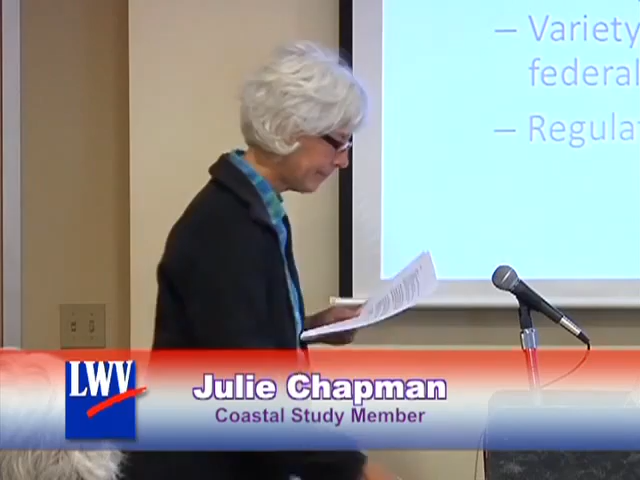 – Variety
federal
– Regula
LWV
Julie Chapman
Coastal Study Member